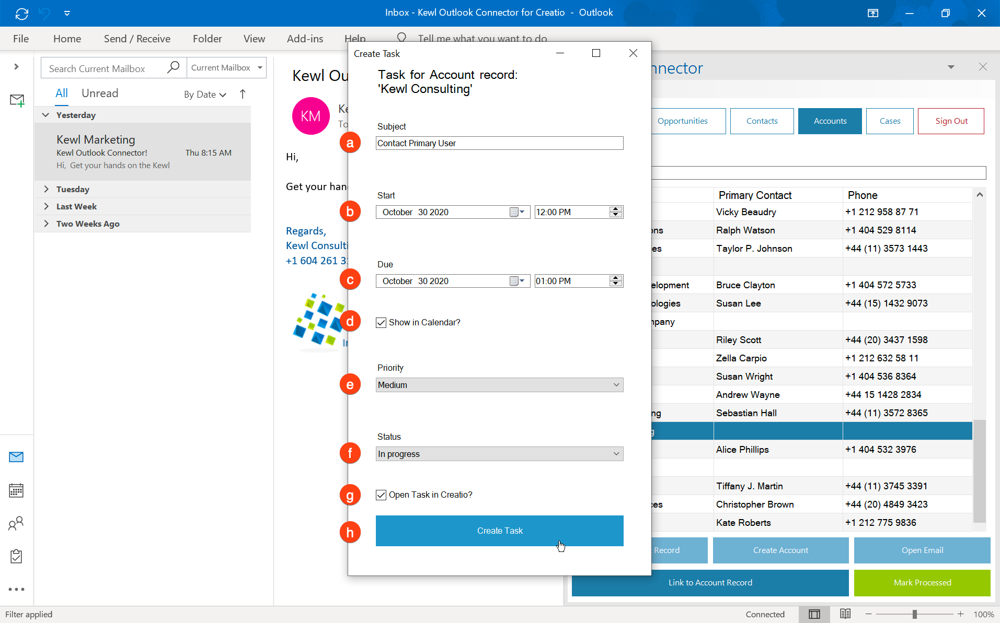 Inbox - Kewl Outlook Connector for Creatio - Outlook
File Home Send / Receive Folder View Add-ins Help Tell me what you want to do
Search Current Mailbox Current Mailbox
All Unread By Date
Yesterday
Kewl Marketing
Kewl Outlook Connector! Thu 8:15 AM
Hi, Get your hands on the Kewl
Tuesday
Last Week
Two Weeks Ago
Kewl Ou
KM
Ke
To
Hi,
Get your han
Regards,
Kewl Consulti
+1 604 261 3
Create Task
Task for Account record:
'Kewl Consulting'
Subject
a Contact Primary User
Start
b October 30 2020 12:00 PM
Due
c October 30 2020 01:00 PM
d Show in Calendar?
Priority
e Medium
Status
f In progress
g Open Task in Creatio?
h Create Task
nnector
Opportunities Contacts Accounts Cases Sign Out
Primary Contact Phone
Vicky Beaudry +1 212 958 87 71
ons Ralph Watson +1 404 529 8114
es Taylor P. Johnson +44 (11) 3573 1443
elopment Bruce Clayton +1 404 572 5733
ologies Susan Lee +44 (15) 1432 9073
mpany
Riley Scott +44 (20) 3437 1598
Zella Carpio +1 212 632 58 11
Susan Wright +1 404 536 8364
Andrew Wayne +44 15 1428 2834
ng Sebastian Hall +44 (11) 3572 8365
g
Alice Phillips +1 404 532 3976
Tiffany J. Martin +44 (11) 3745 3391
ces Christopher Brown +44 (20) 4849 3423
Kate Roberts +1 212 775 9836
Record Create Account Open Email
Link to Account Record Mark Processed
Filter applied Connected 100%